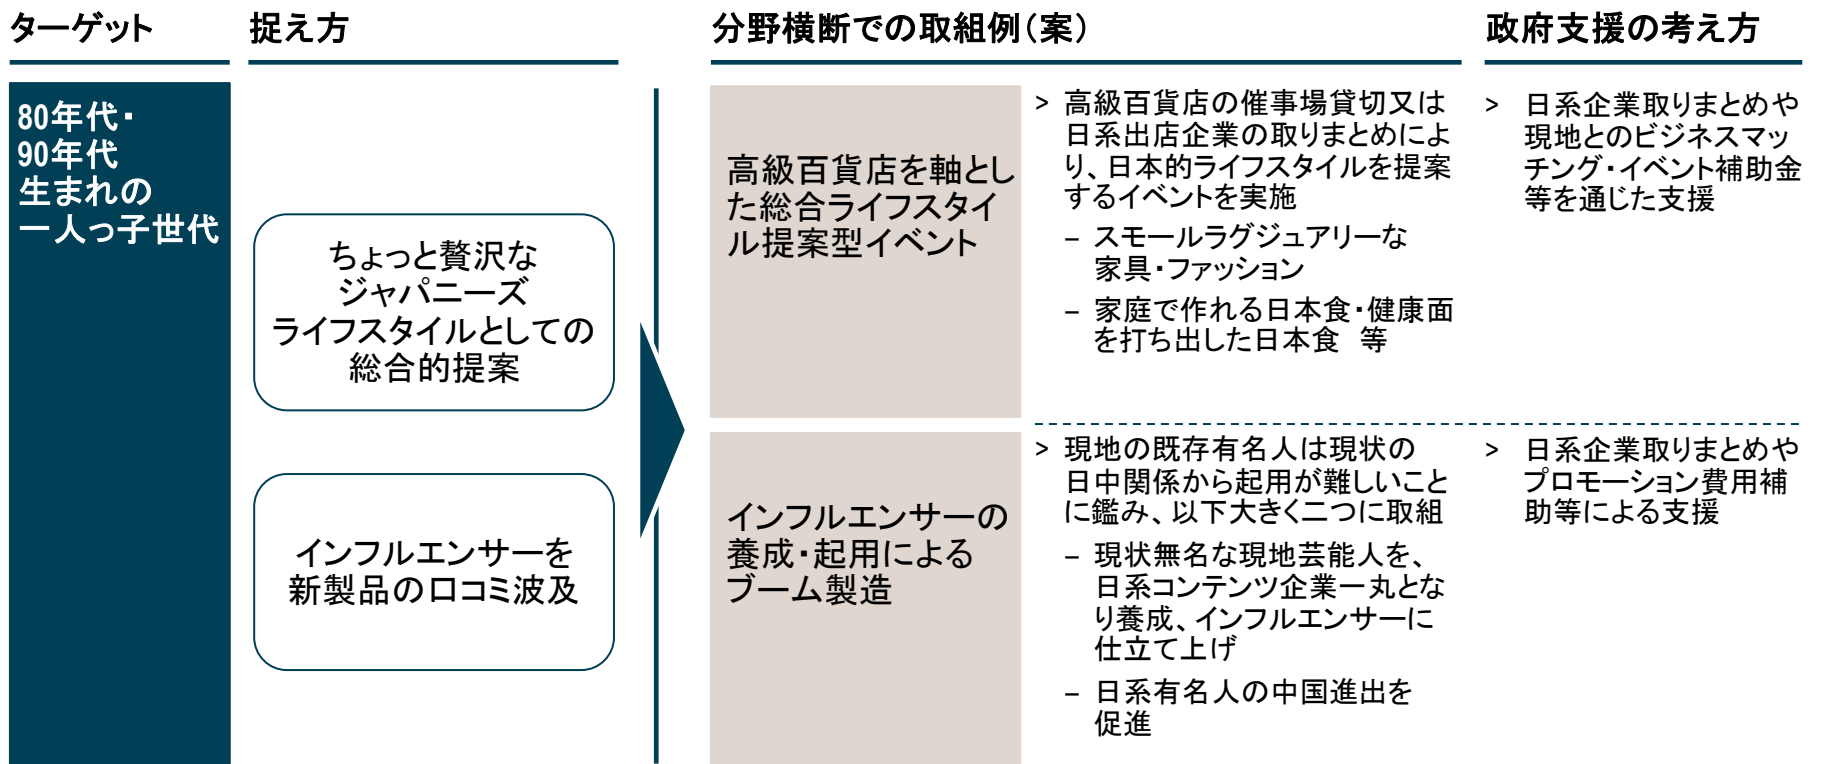 ターゲット
捉え方
分野横断での取組例(案)
政府支援の考え方
80年代・
90年代
生まれの
一人っ子世代
ちょっと贅沢な
ジャパニーズ
ライフスタイルとしての
総合的提案
インフルエンサーを
新製品の口コミ波及
高級百貨店を軸とし
た総合ライフスタイ
ル提案型イベント
> 高級百貨店の催事場貸切又は
日系出店企業の取りまとめによ
り、日本的ライフスタイルを提案
するイベントを実施
– スモールラグジュアリーな
家具・ファッション
– 家庭で作れる日本食・健康面
を打ち出した日本食 等
> 日系企業取りまとめや
現地とのビジネスマッ
チング・イベント補助金
等を通じた支援
インフルエンサーの
養成・起用による
ブーム製造
> 現地の既存有名人は現状の
日中関係から起用が難しいこと
に鑑み、以下大きく二つに取組
– 現状無名な現地芸能人を、
日系コンテンツ企業一丸とな
り養成、インフルエンサーに
仕立て上げ
– 日系有名人の中国進出を
促進
> 日系企業取りまとめや
プロモーション費用補
助等による支援